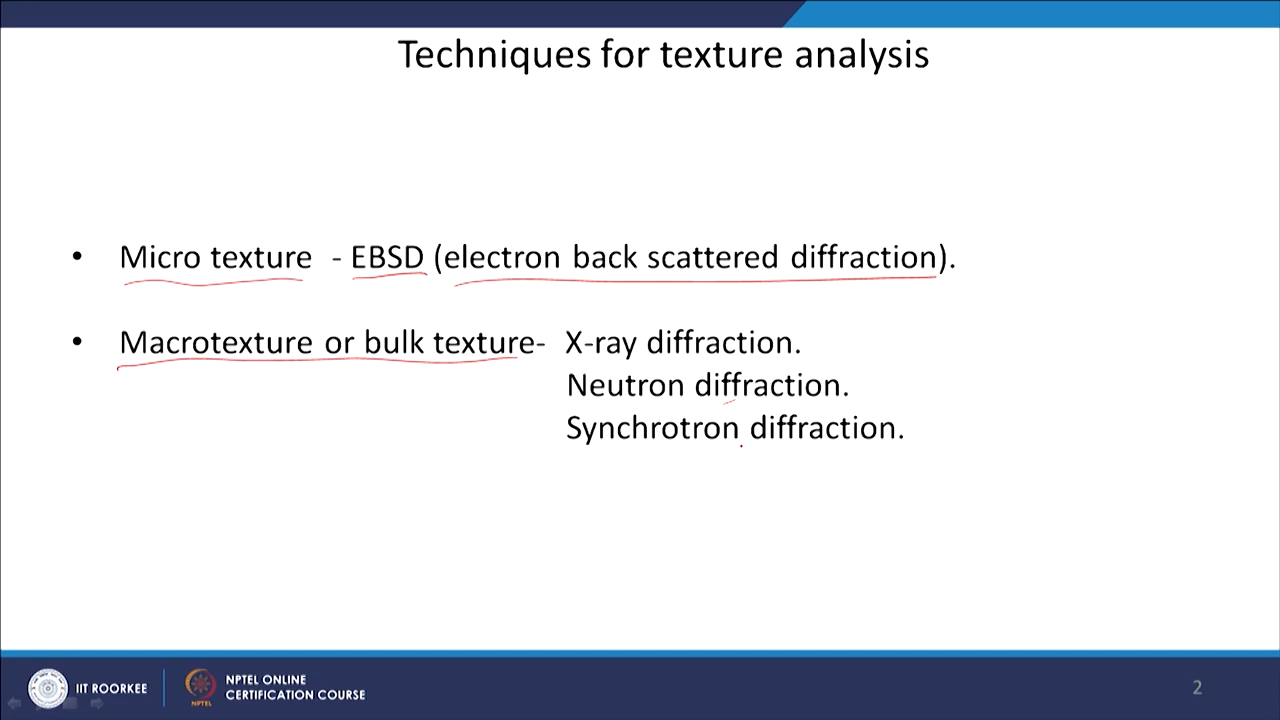 Techniques for texture analysis
• Micro texture - EBSD (electron back scattered diffraction).
• Macrotexture or bulk texture- X-ray diffraction.
Neutron diffraction.
Synchrotron diffraction.
IIT ROORKEE
NPTEL
NPTEL ONLINE
CERTIFICATION COURSE
2